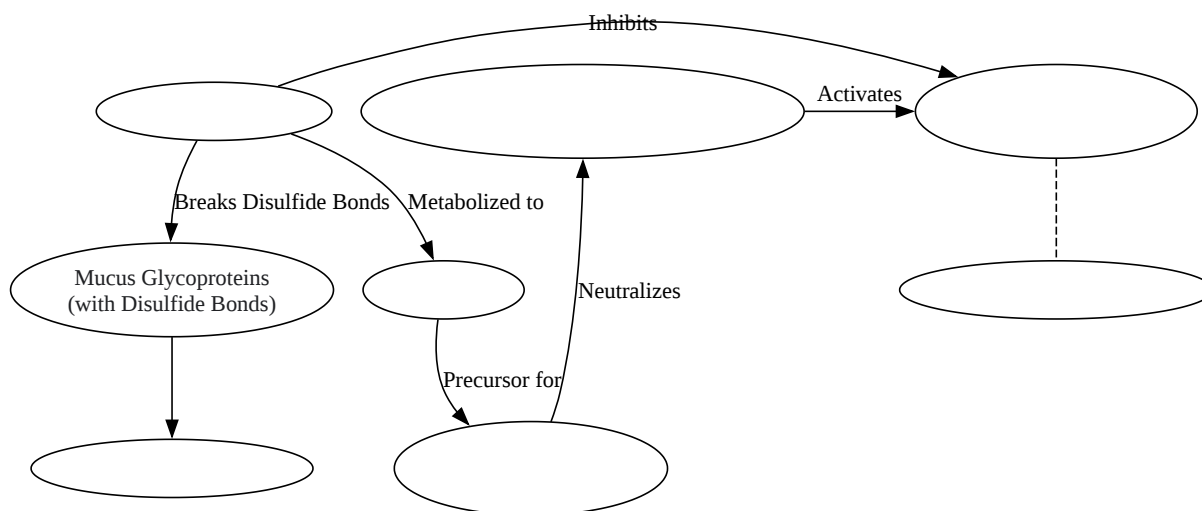 Inhibits
Activates
Breaks Disulfide Bonds
Metabolized to
Mucus Glycoproteins
(with Disulfide Bonds)
Neutralizes
Precursor for